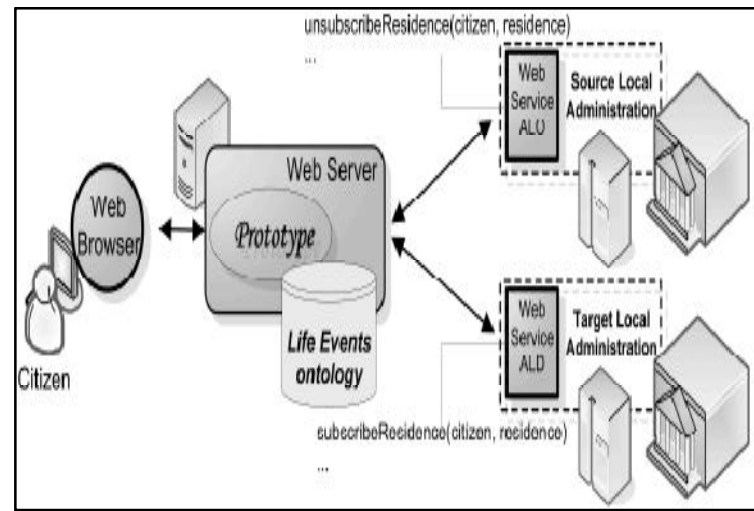 unsubscribeResidence(citizen, residence)
...
Web
Service
ALO
Source Local
Administration
Web Server
Web
Browser
Prototype
Life Events
ontology
Citizen
Web
Service
ALD
Target Local
Administration
subscribeResidence(citizen, residence)
...